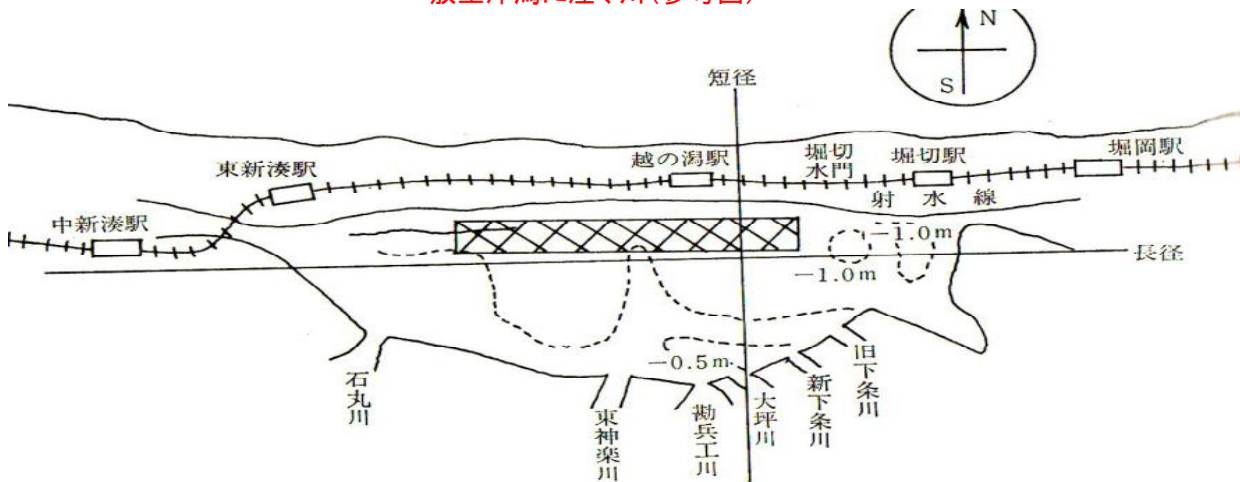 N
S
短径
東新湊駅
越の潟駅
堀切
水門
堀切駅
堀岡駅
射水線
中新湊駅
-1.0m
-1.0m
長径
-0.5m
石丸川
東神楽川
勘兵工川
大坪川
新下条川
旧下条川